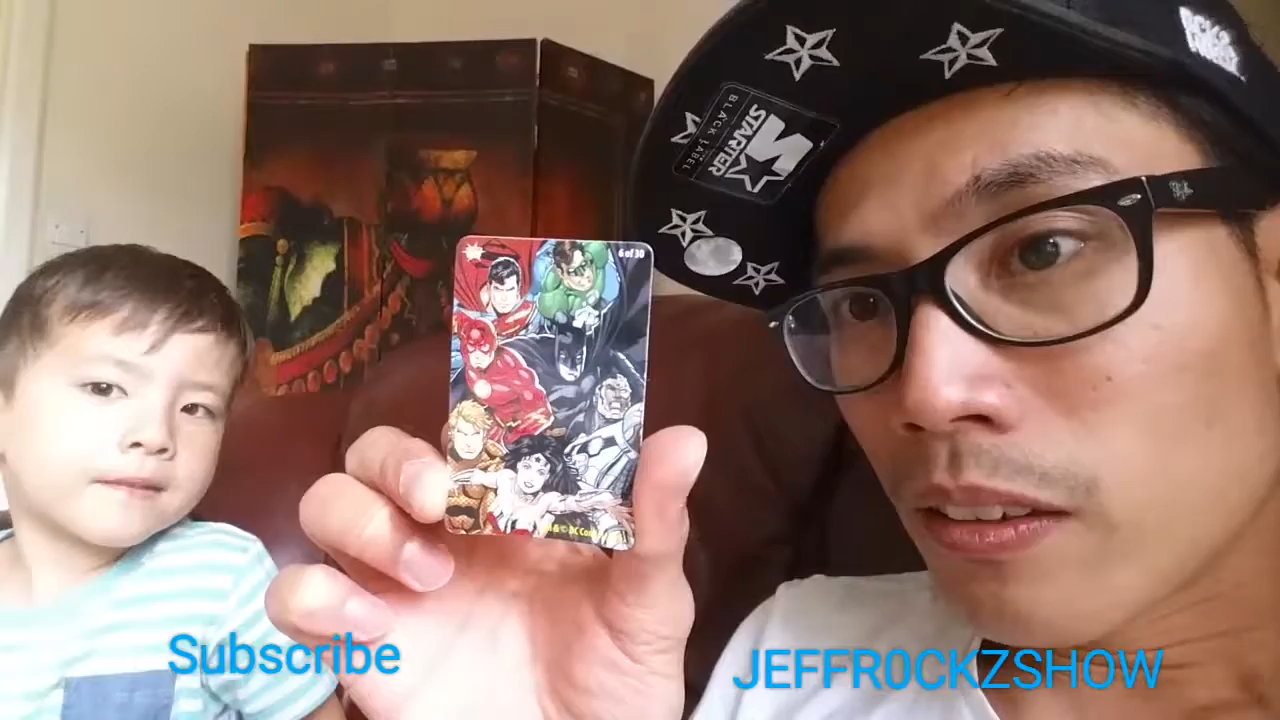 STARTER
BLACK LABEL
6 of 30
Subscribe
JEFFR0CKZSHOW